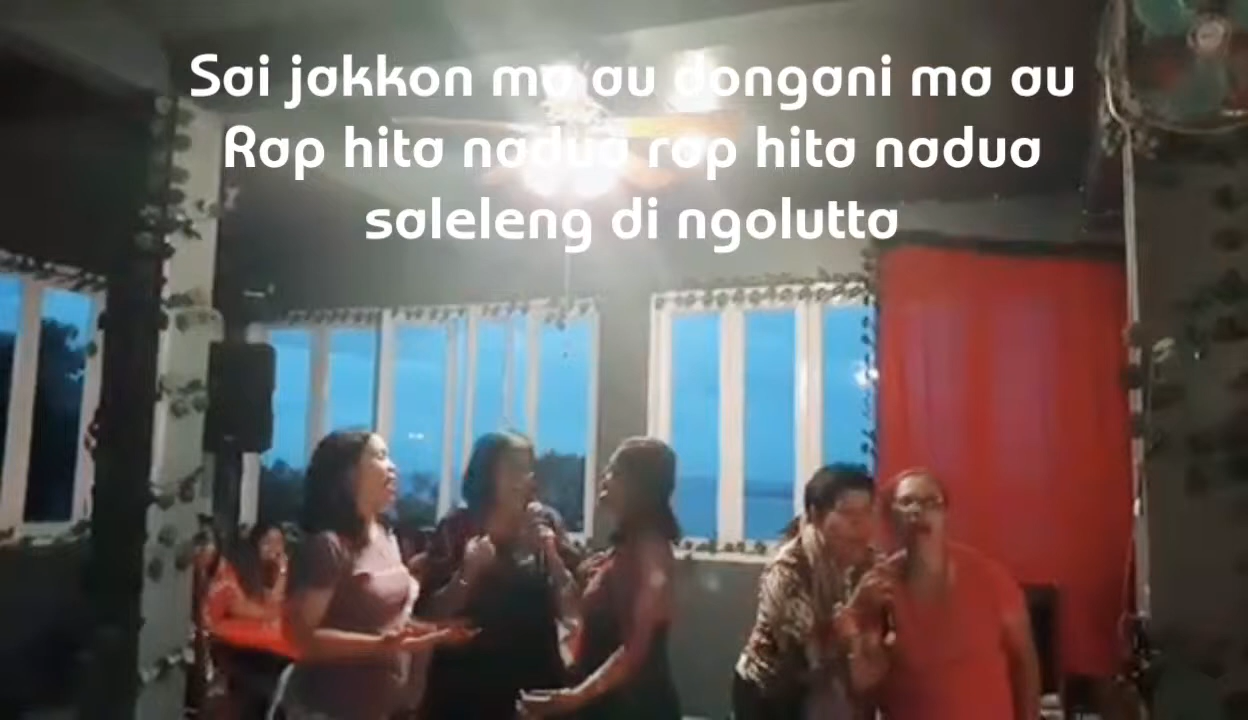 Sai jakkon ma au dongani ma au
Rap hita nadua rap hita nadua
saleleng di ngolutta